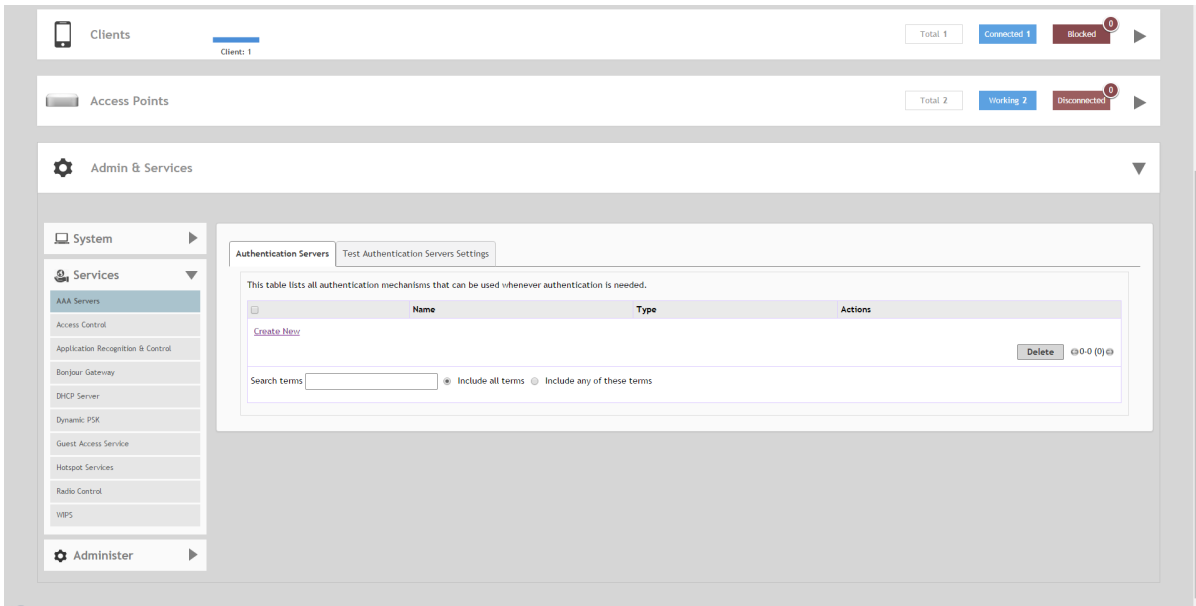 Clients
Client: 1
Total 1
Connected 1
Blocked
0
Access Points
Total 2
Working 2
Disconnected
0
Admin & Services
System
Services
AAA Servers
Access Control
Application Recognition & Control
Bonjour Gateway
DHCP Server
Dynamic PSK
Guest Access Service
Hotspot Services
Radio Control
WIPS
Administer
Authentication Servers
Test Authentication Servers Settings
This table lists all authentication mechanisms that can be used whenever authentication is needed.
Name Type Actions
Create New
Delete 0-0 (0)
Search terms Include all terms Include any of these terms